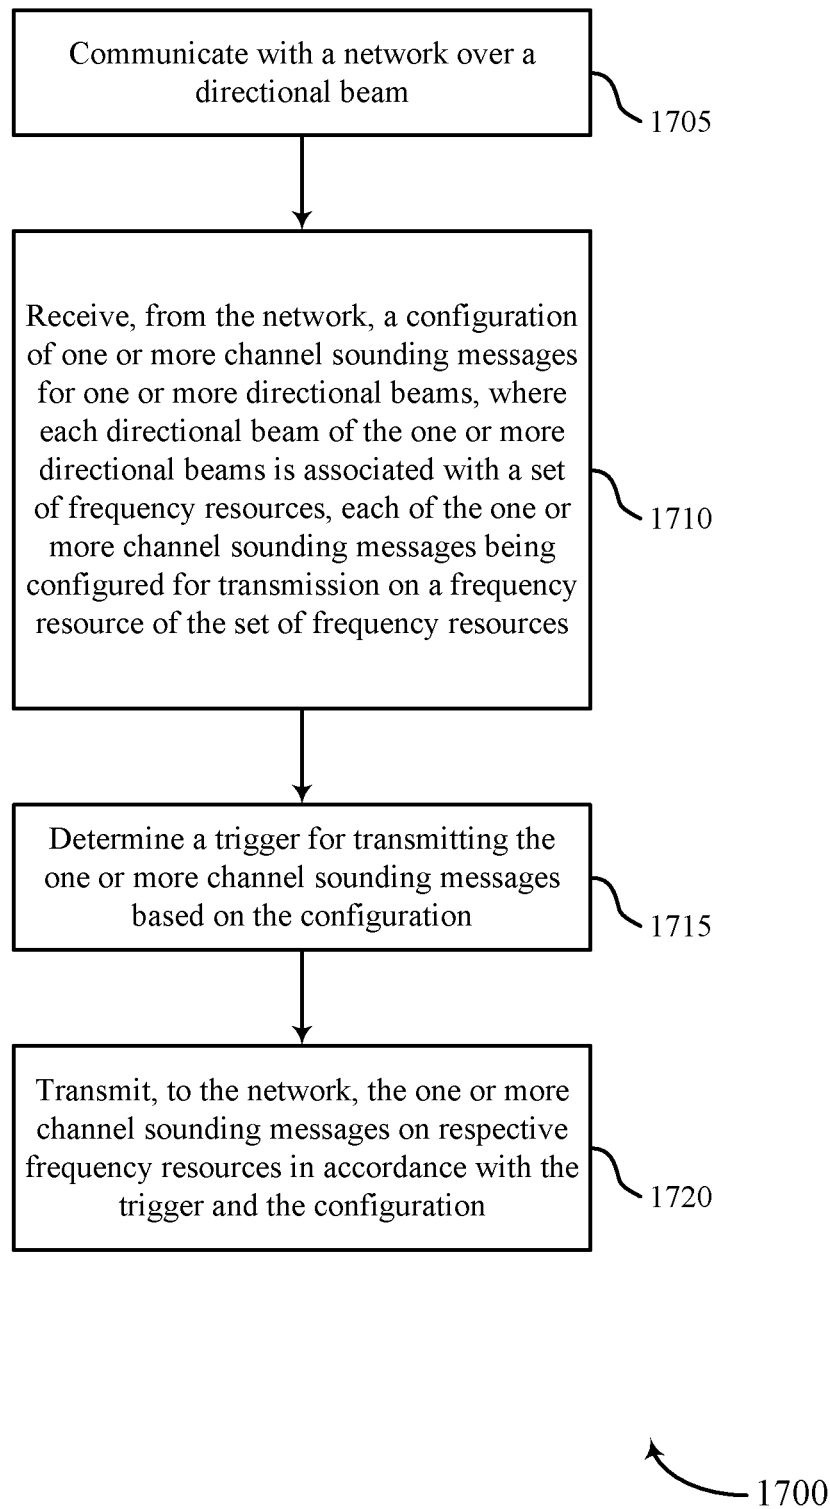 Communicate with a network over a
directional beam
1705
Receive, from the network, a configuration
of one or more channel sounding messages
for one or more directional beams, where
each directional beam of the one or more
directional beams is associated with a set
of frequency resources, each of the one or
more channel sounding messages being
configured for transmission on a frequency
resource of the set of frequency resources
1710
Determine a trigger for transmitting the
one or more channel sounding messages
based on the configuration
1715
Transmit, to the network, the one or more
channel sounding messages on respective
frequency resources in accordance with the
trigger and the configuration
1720
1700